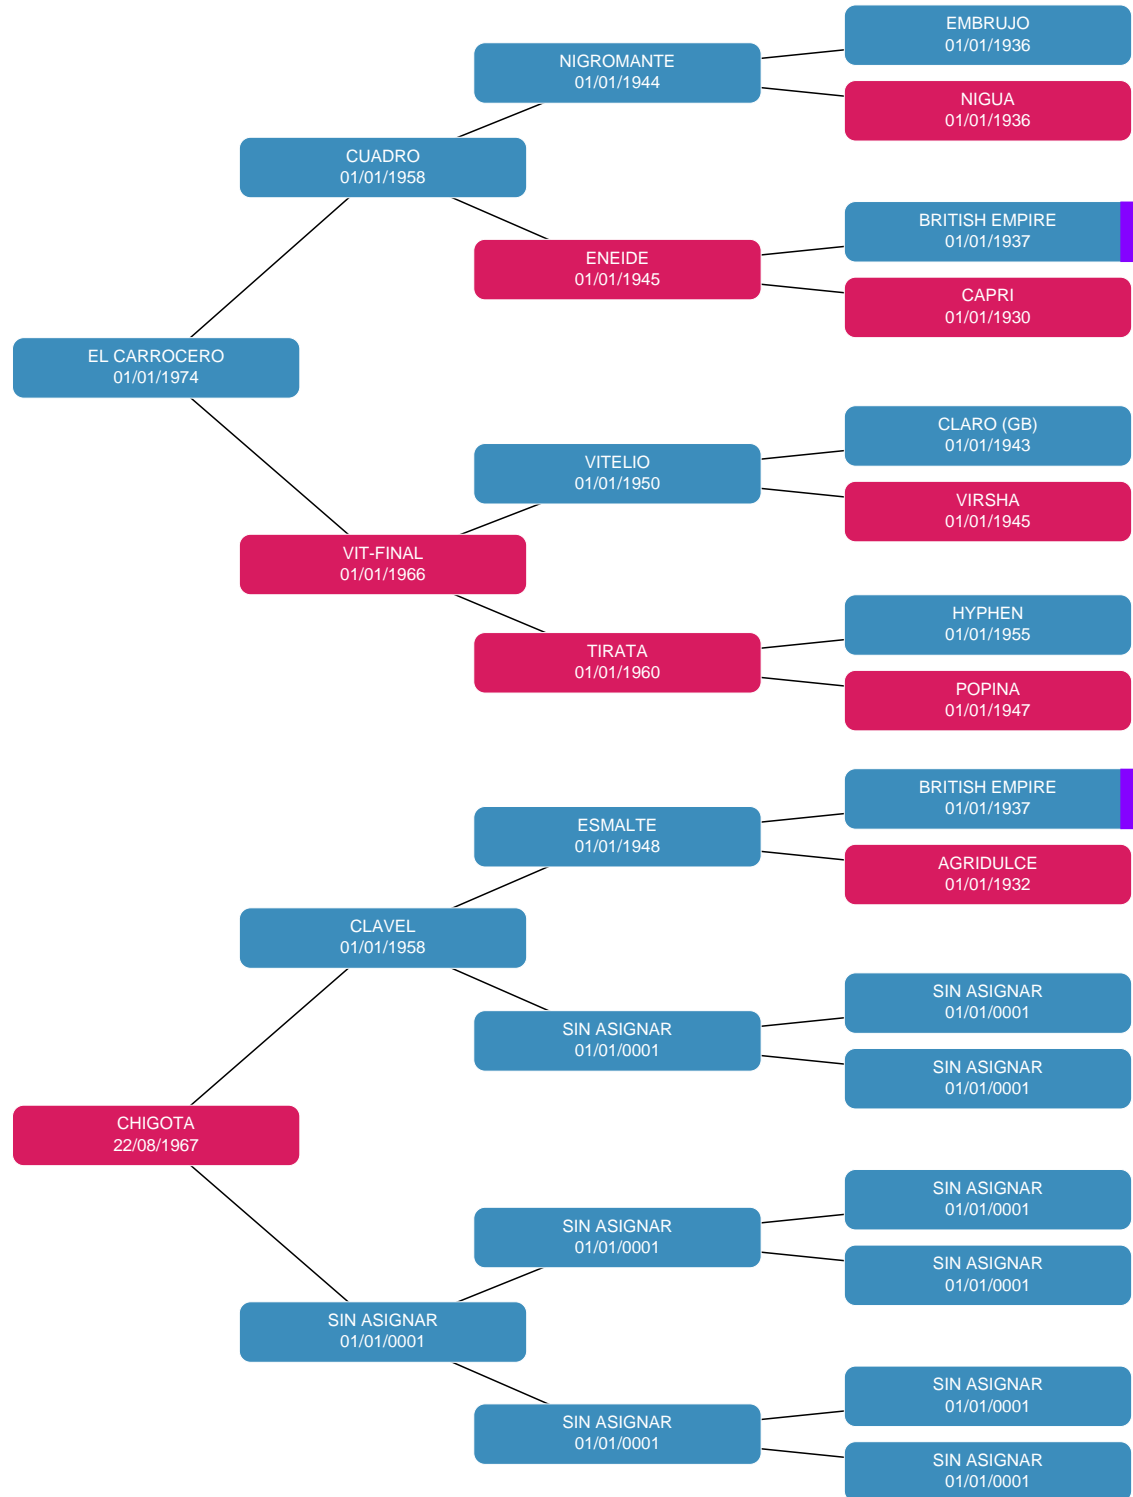 EMBRUJO
01/01/1936
NIGROMANTE
01/01/1944
NIGUA
01/01/1936
CUADRO
01/01/1958
BRITISH EMPIRE
01/01/1937
ENEIDE
01/01/1945
CAPRI
01/01/1930
EL CARROCERO
01/01/1974
CLARO (GB)
01/01/1943
VITELIO
01/01/1950
VIRSHA
01/01/1945
VIT-FINAL
01/01/1966
HYPHEN
01/01/1955
TIRATA
01/01/1960
POPINA
01/01/1947
BRITISH EMPIRE
01/01/1937
ESMALTE
01/01/1948
AGRIDULCE
01/01/1932
CLAVEL
01/01/1958
SIN ASIGNAR
01/01/0001
SIN ASIGNAR
01/01/0001
SIN ASIGNAR
01/01/0001
CHIGOTA
22/08/1967
SIN ASIGNAR
01/01/0001
SIN ASIGNAR
01/01/0001
SIN ASIGNAR
01/01/0001
SIN ASIGNAR
01/01/0001
SIN ASIGNAR
01/01/0001
SIN ASIGNAR
01/01/0001
SIN ASIGNAR
01/01/0001